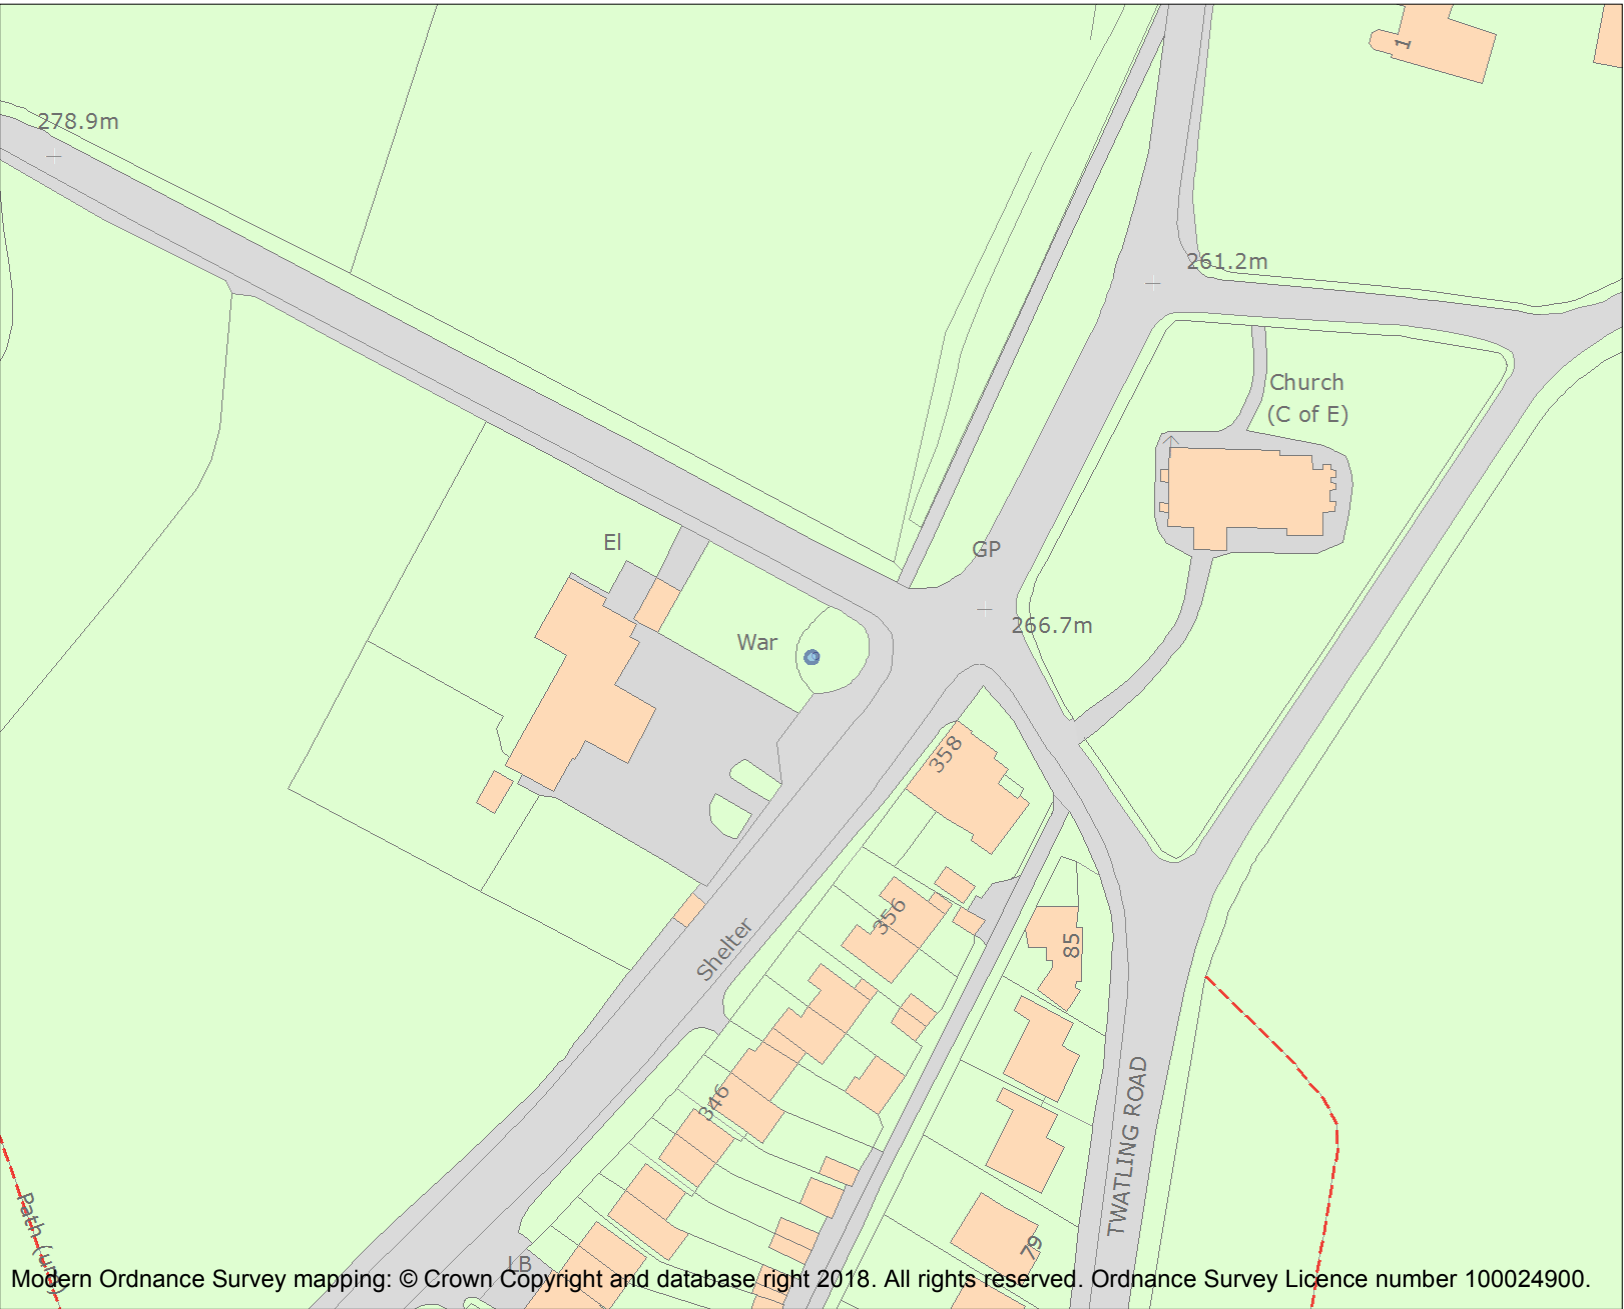 1
278.9m
261.2m
Church
(C of E)
El
GP
266.7m
War
358
356
85
Shelter
346
TWATLING ROAD
79
Path (um)
LB
Modern Ordnance Survey mapping: © Crown Copyright and database right 2018. All rights reserved. Ordnance Survey Licence number 100024900.